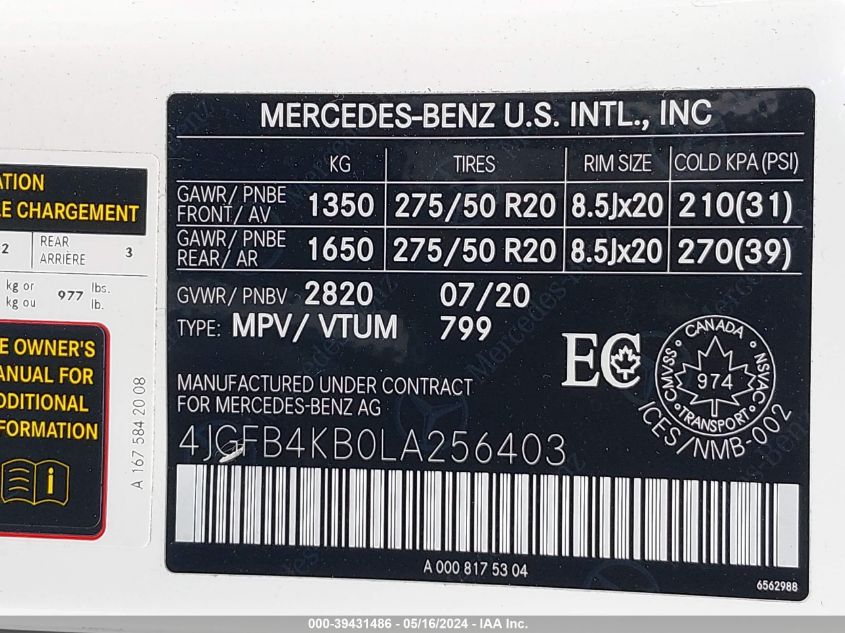 MERCEDES-BENZ U.S. INTL., INC
KG TIRES RIM SIZE COLD KPA (PSI)
GAWR/ PNBE FRONT/ AV 1350 275/50 R20 8.5Jx20 210(31)
GAWR/ PNBE REAR/ AR 1650 275/50 R20 8.5Jx20 270(39)
GVWR/ PNBV 2820 07/20
TYPE: MPV/ VTUM 799
MANUFACTURED UNDER CONTRACT
FOR MERCEDES-BENZ AG
EC
CANADA
CMVSS NSVAC
974
TRANSPORT
ICES/NMB-002
4JGFB4KB0LA256403
A 000 817 53 04
6562988
ATION
LE CHARGEMENT
2 REAR ARRIÈRE 3
kg or
kg ou 977 lbs.
lb.
E OWNER'S
ANUAL FOR
DDITIONAL
FORMATION
i
A 167 584 20 08
000-39431486 - 05/16/2024 - IAA Inc.